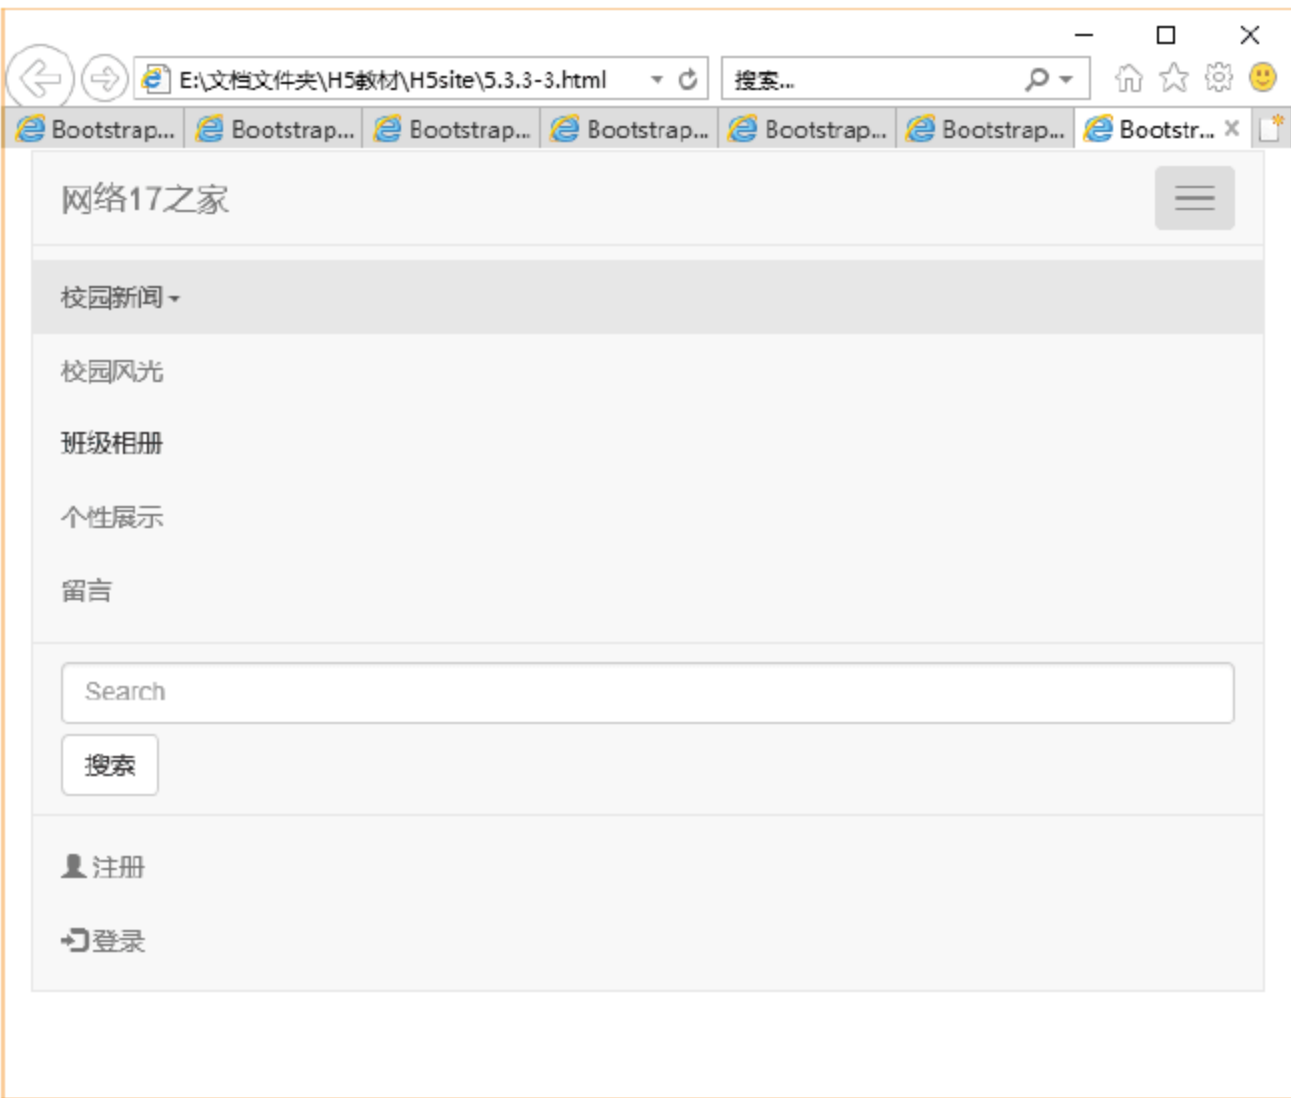 E:\文档文件夹\H5教材\H5site\5.3.3-3.html
搜索...
Bootstrap... Bootstrap... Bootstrap... Bootstrap... Bootstrap... Bootstrap... Bootstr...
网络17之家
校园新闻
校园风光
班级相册
个性展示
留言
Search
搜索
注册
登录